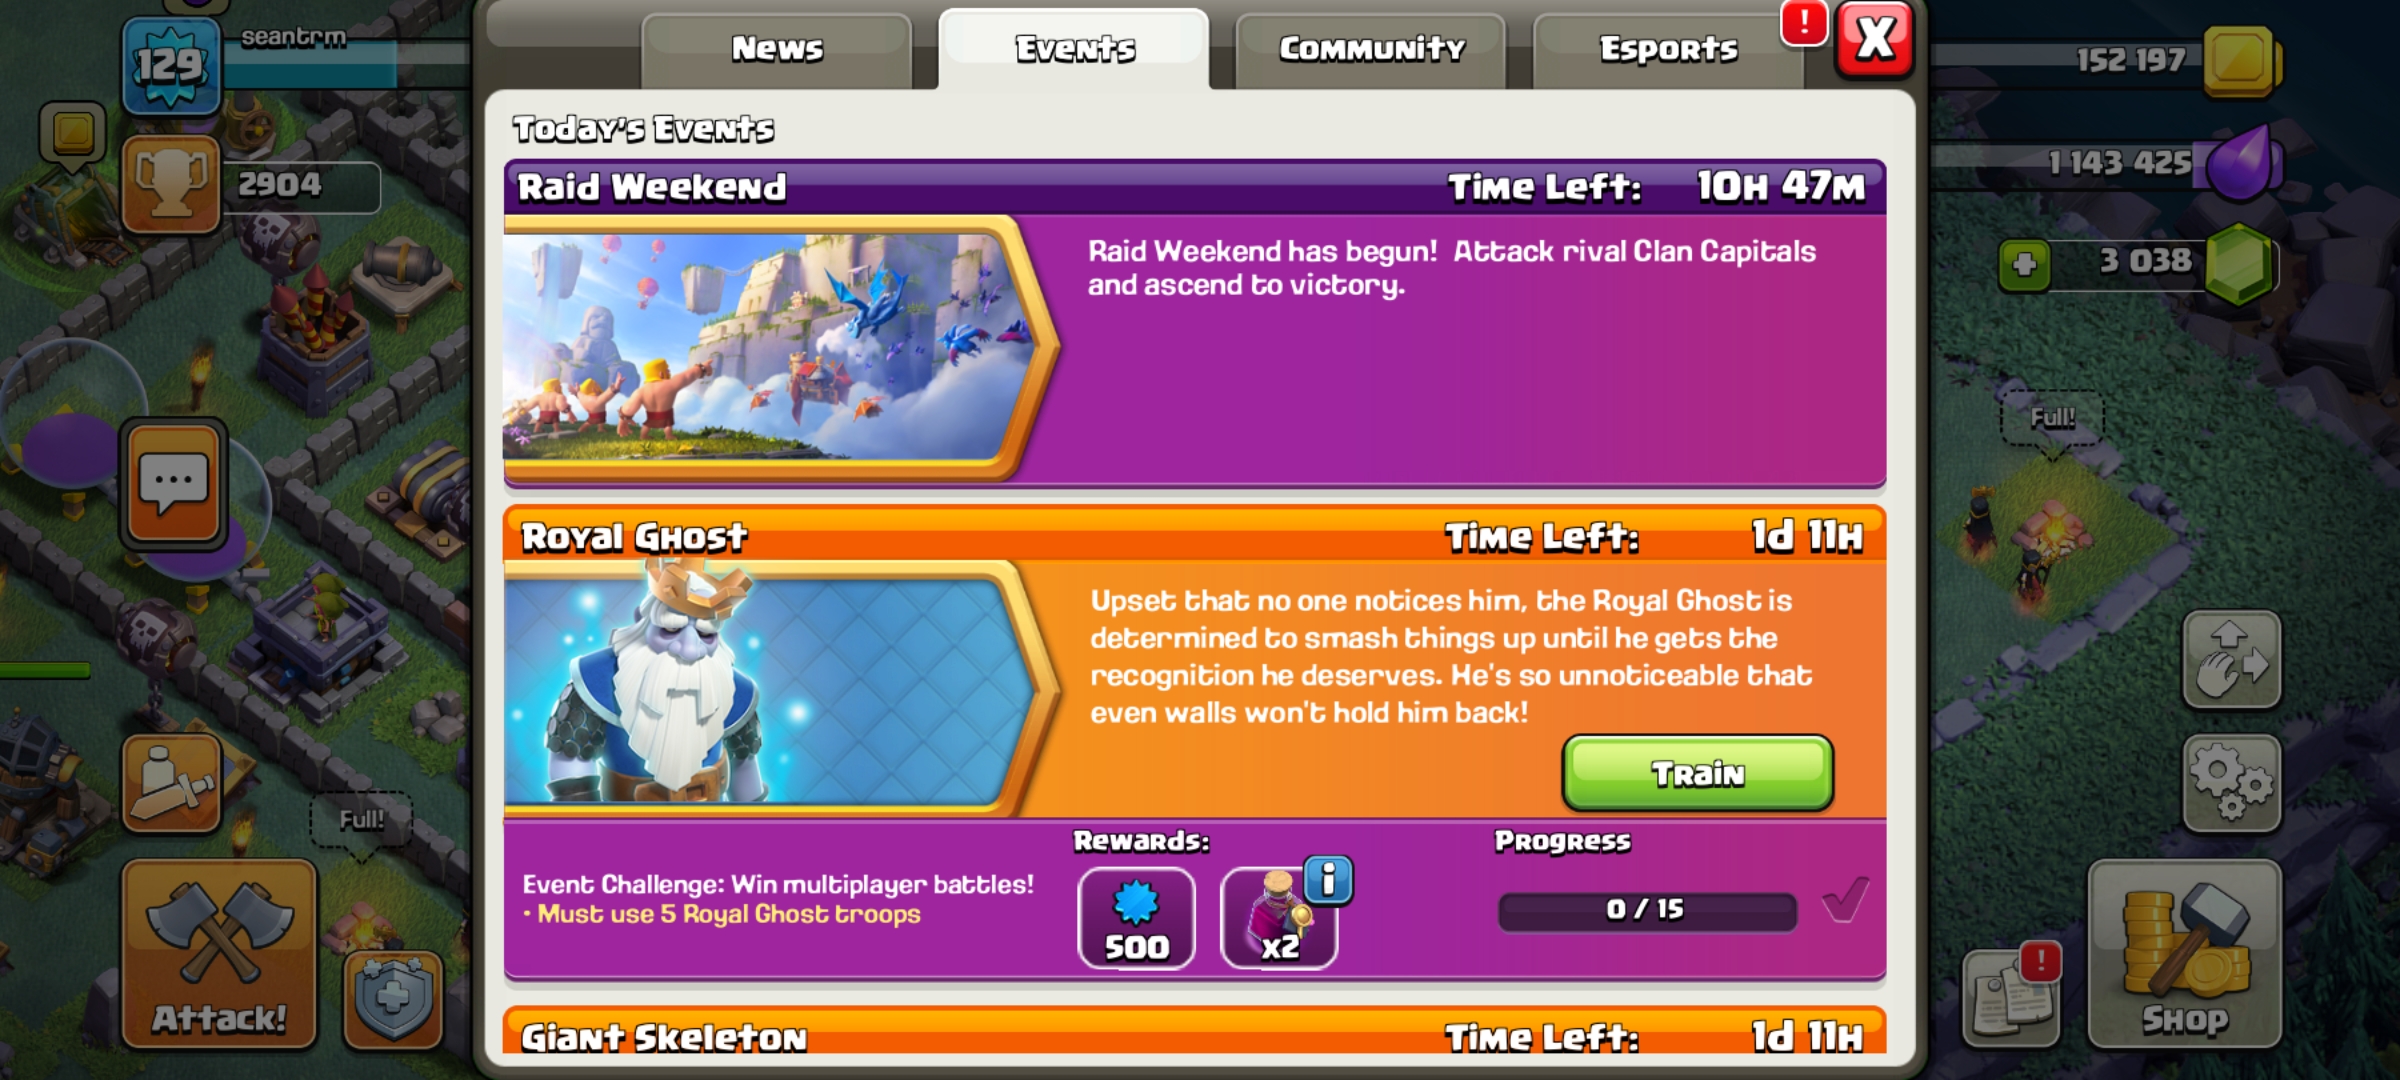 129
seantrm
2904
News
Events
Community
Esports
!
X
152 197
1 143 425
3 038
Today's Events
Raid Weekend
Time Left:
10H 47M
Raid Weekend has begun! Attack rival Clan Capitals
and ascend to victory.
Royal Ghost
Time Left:
1d 11H
Upset that no one notices him, the Royal Ghost is
determined to smash things up until he gets the
recognition he deserves. He's so unnoticeable that
even walls won't hold him back!
Train
Event Challenge: Win multiplayer battles!
• Must use 5 Royal Ghost troops
Rewards:
500
x2
i
Progress
0 / 15
Giant Skeleton
Time Left:
1d 11H
Full!
Full!
Attack!
!
Shop